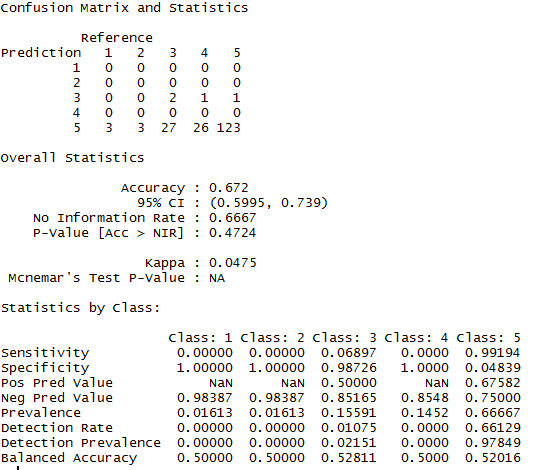 Confusion Matrix and Statistics
Reference
Prediction 1 2 3 4 5
1 0 0 0 0 0
2 0 0 0 0 0
3 0 0 2 1 1
4 0 0 0 0 0
5 3 3 27 26 123
Overall Statistics
Accuracy : 0.672
95% CI : (0.5995, 0.739)
No Information Rate : 0.6667
P-Value [Acc > NIR] : 0.4724
Kappa : 0.0475
Mcnemar's Test P-Value : NA
Statistics by Class:
Class: 1 Class: 2 Class: 3 Class: 4 Class: 5
Sensitivity 0.00000 0.00000 0.06897 0.0000 0.99194
Specificity 1.00000 1.00000 0.98726 1.0000 0.04839
Pos Pred Value NaN NaN 0.50000 NaN 0.67582
Neg Pred Value 0.98387 0.98387 0.85165 0.8548 0.75000
Prevalence 0.01613 0.01613 0.15591 0.1452 0.66667
Detection Rate 0.00000 0.00000 0.01075 0.0000 0.66129
Detection Prevalence 0.00000 0.00000 0.02151 0.0000 0.97849
Balanced Accuracy 0.50000 0.50000 0.52811 0.5000 0.52016